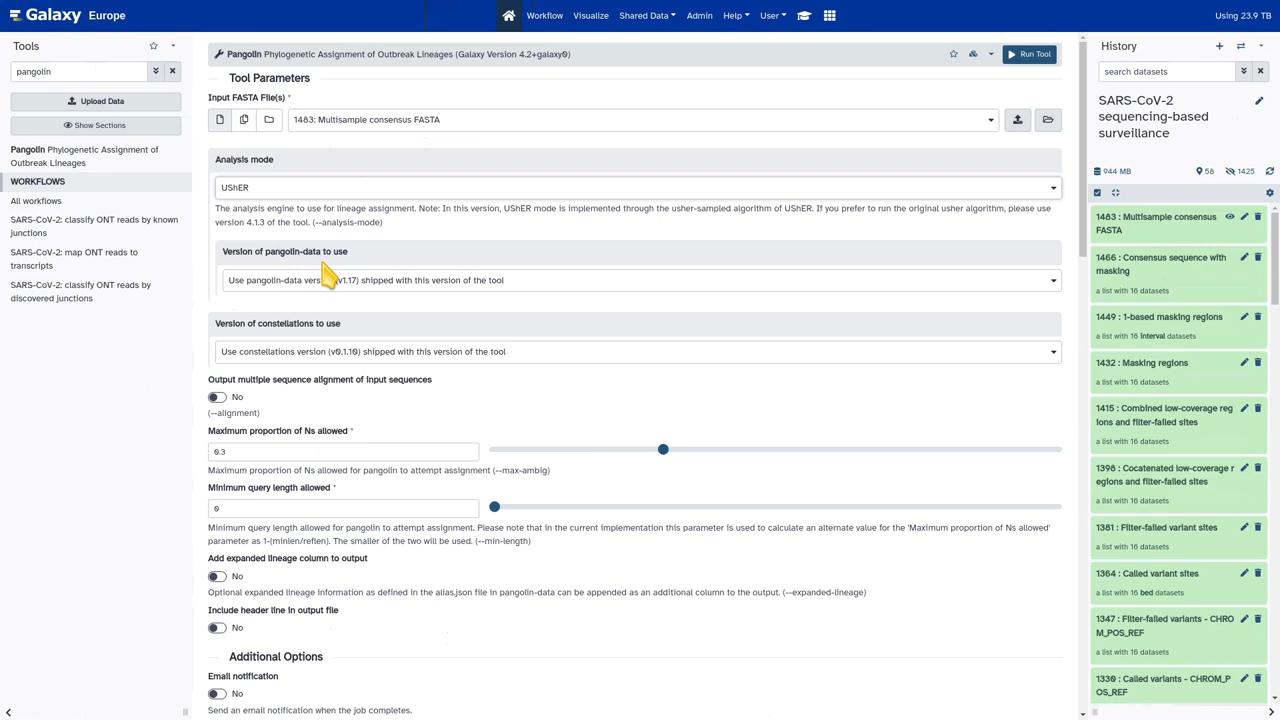 Galaxy Europe
Workflow
Visualize
Shared Data
Admin
Help
User
Using 23.9 TB
Tools
pangolin
Upload Data
Show Sections
Pangolin Phylogenetic Assignment of
Outbreak Lineages
WORKFLOWS
All workflows
SARS-CoV-2: classify ONT reads by known
junctions
SARS-CoV-2: map ONT reads to
transcripts
SARS-CoV-2: classify ONT reads by
discovered junctions
Pangolin Phylogenetic Assignment of Outbreak Lineages (Galaxy Version 4.2+galaxy0)
Run Tool
Tool Parameters
Input FASTA File(s) *
1483: Multisample consensus FASTA
Analysis mode
UShER
The analysis engine to use for lineage assignment. Note: In this version, UShER mode is implemented through the usher-sampled algorithm of UShER. If you prefer to run the original usher algorithm, please use
version 4.1.3 of the tool. (--analysis-mode)
Version of pangolin-data to use
Use pangolin-data vers (v1.17) shipped with this version of the tool
Version of constellations to use
Use constellations version (v0.1.10) shipped with this version of the tool
Output multiple sequence alignment of input sequences
No
(--alignment)
Maximum proportion of Ns allowed *
0.3
Maximum proportion of Ns allowed for pangolin to attempt assignment (--max-ambig)
Minimum query length allowed *
0
Minimum query length allowed for pangolin to attempt assignment. Please note that in the current implementation this parameter is used to calculate an alternate value for the 'Maximum proportion of Ns allowed'
parameter as 1-(minlen/reflen). The smaller of the two will be used. (--min-length)
Add expanded lineage column to output
No
Optional expanded lineage information as defined in the alias.json file in pangolin-data can be appended as an additional column to the output. (--expanded-lineage)
Include header line in output file
No
Additional Options
Email notification
No
Send an email notification when the job completes.
History
search datasets
SARS-CoV-2
sequencing-based
surveillance
944 MB
58
1425
1483 : Multisample consensus
FASTA
1466 : Consensus sequence with
masking
a list with 16 datasets
1449 : 1-based masking regions
a list with 16 interval datasets
1432 : Masking regions
a list with 16 datasets
1415 : Combined low-coverage reg
ions and filter-failed sites
a list with 16 datasets
1398 : Cocatenated low-coverage r
egions and filter-failed sites
a list with 16 datasets
1381 : Filter-failed variant sites
a list with 16 datasets
1364 : Called variant sites
a list with 16 bed datasets
1347 : Filter-failed variants - CHRO
M_POS_REF
a list with 16 datasets
1330 : Called variants - CHROM_P
OS_REF